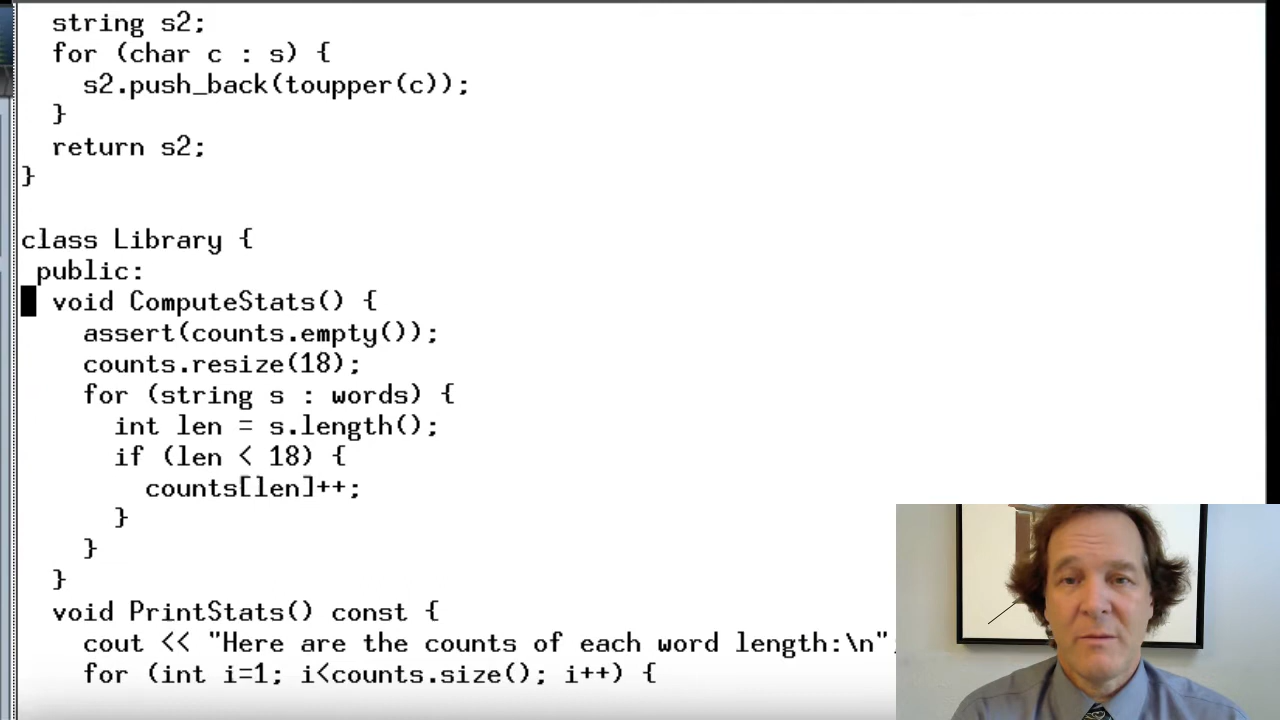 string s2;
for (char c : s) {
s2.push_back(toupper(c));
}
return s2;
}
class Library {
public:
void ComputeStats() {
assert(counts.empty());
counts.resize(18);
for (string s : words) {
int len = s.length();
if (len < 18) {
counts[len]++;
}
}
}
void PrintStats() const {
cout << "Here are the counts of each word length:\n";
for (int i=1; i<counts.size(); i++) {